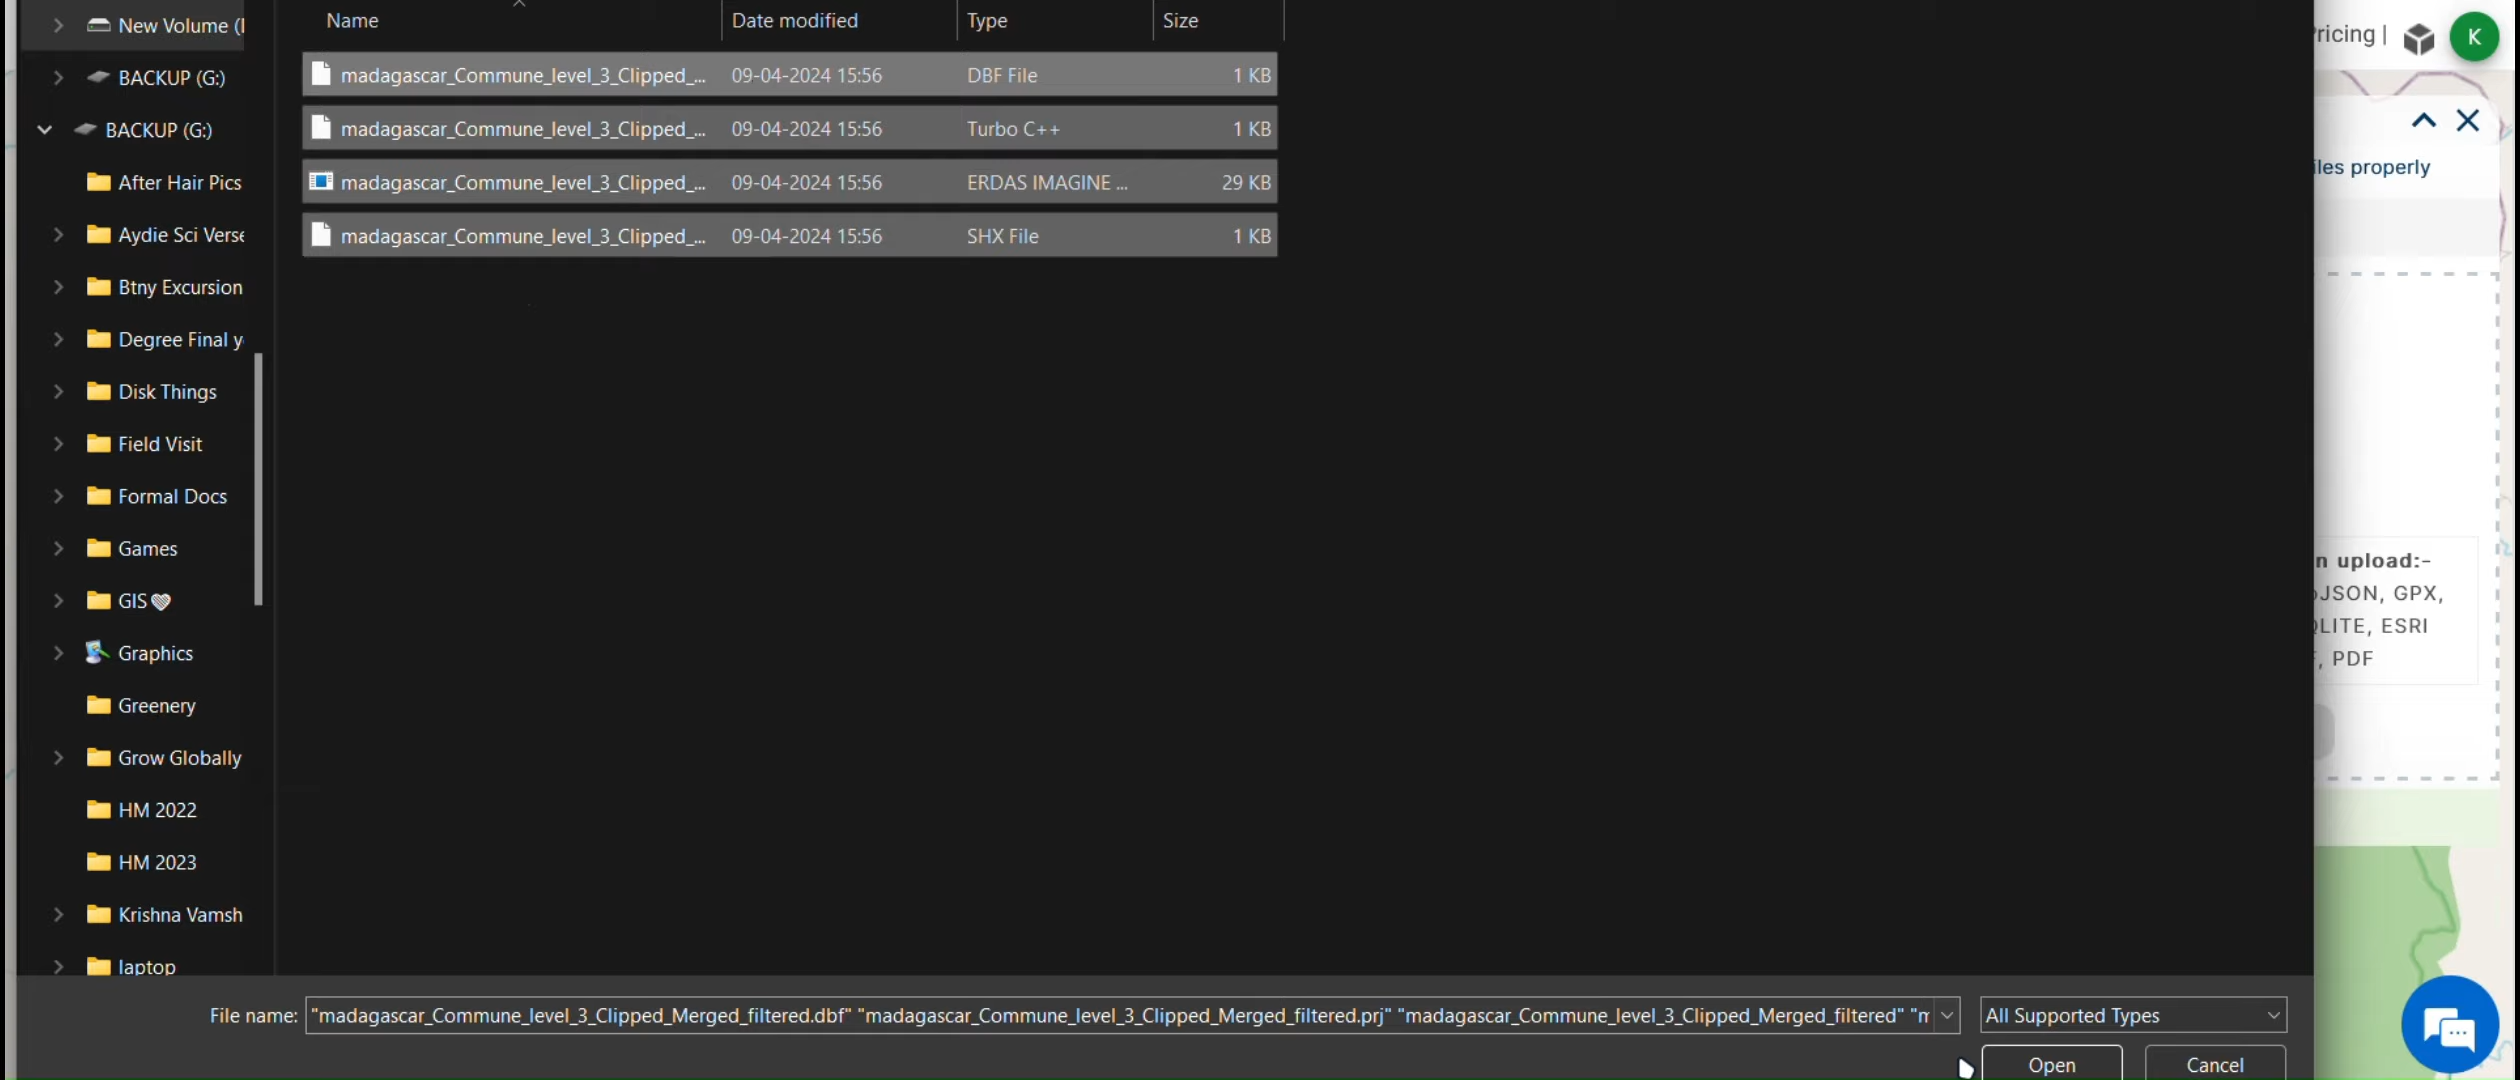 Name Date modified Type Size
New Volume (
BACKUP (G:)
BACKUP (G:)
After Hair Pics
Aydie Sci Verse
Btny Excursion
Degree Final y
Disk Things
Field Visit
Formal Docs
Games
GIS
Graphics
Greenery
Grow Globally
HM 2022
HM 2023
Krishna Vamsh
laptop
madagascar_Commune_level_3_Clipped_... 09-04-2024 15:56 DBF File 1 KB
madagascar_Commune_level_3_Clipped_... 09-04-2024 15:56 Turbo C++ 1 KB
madagascar_Commune_level_3_Clipped_... 09-04-2024 15:56 ERDAS IMAGINE ... 29 KB
madagascar_Commune_level_3_Clipped_... 09-04-2024 15:56 SHX File 1 KB
ricing |
K
iles properly
n upload:-
JSON, GPX,
LITE, ESRI
, PDF
File name: "madagascar_Commune_level_3_Clipped_Merged_filtered.dbf" "madagascar_Commune_level_3_Clipped_Merged_filtered.prj" "madagascar_Commune_level_3_Clipped_Merged_filtered" "m
All Supported Types
Open Cancel